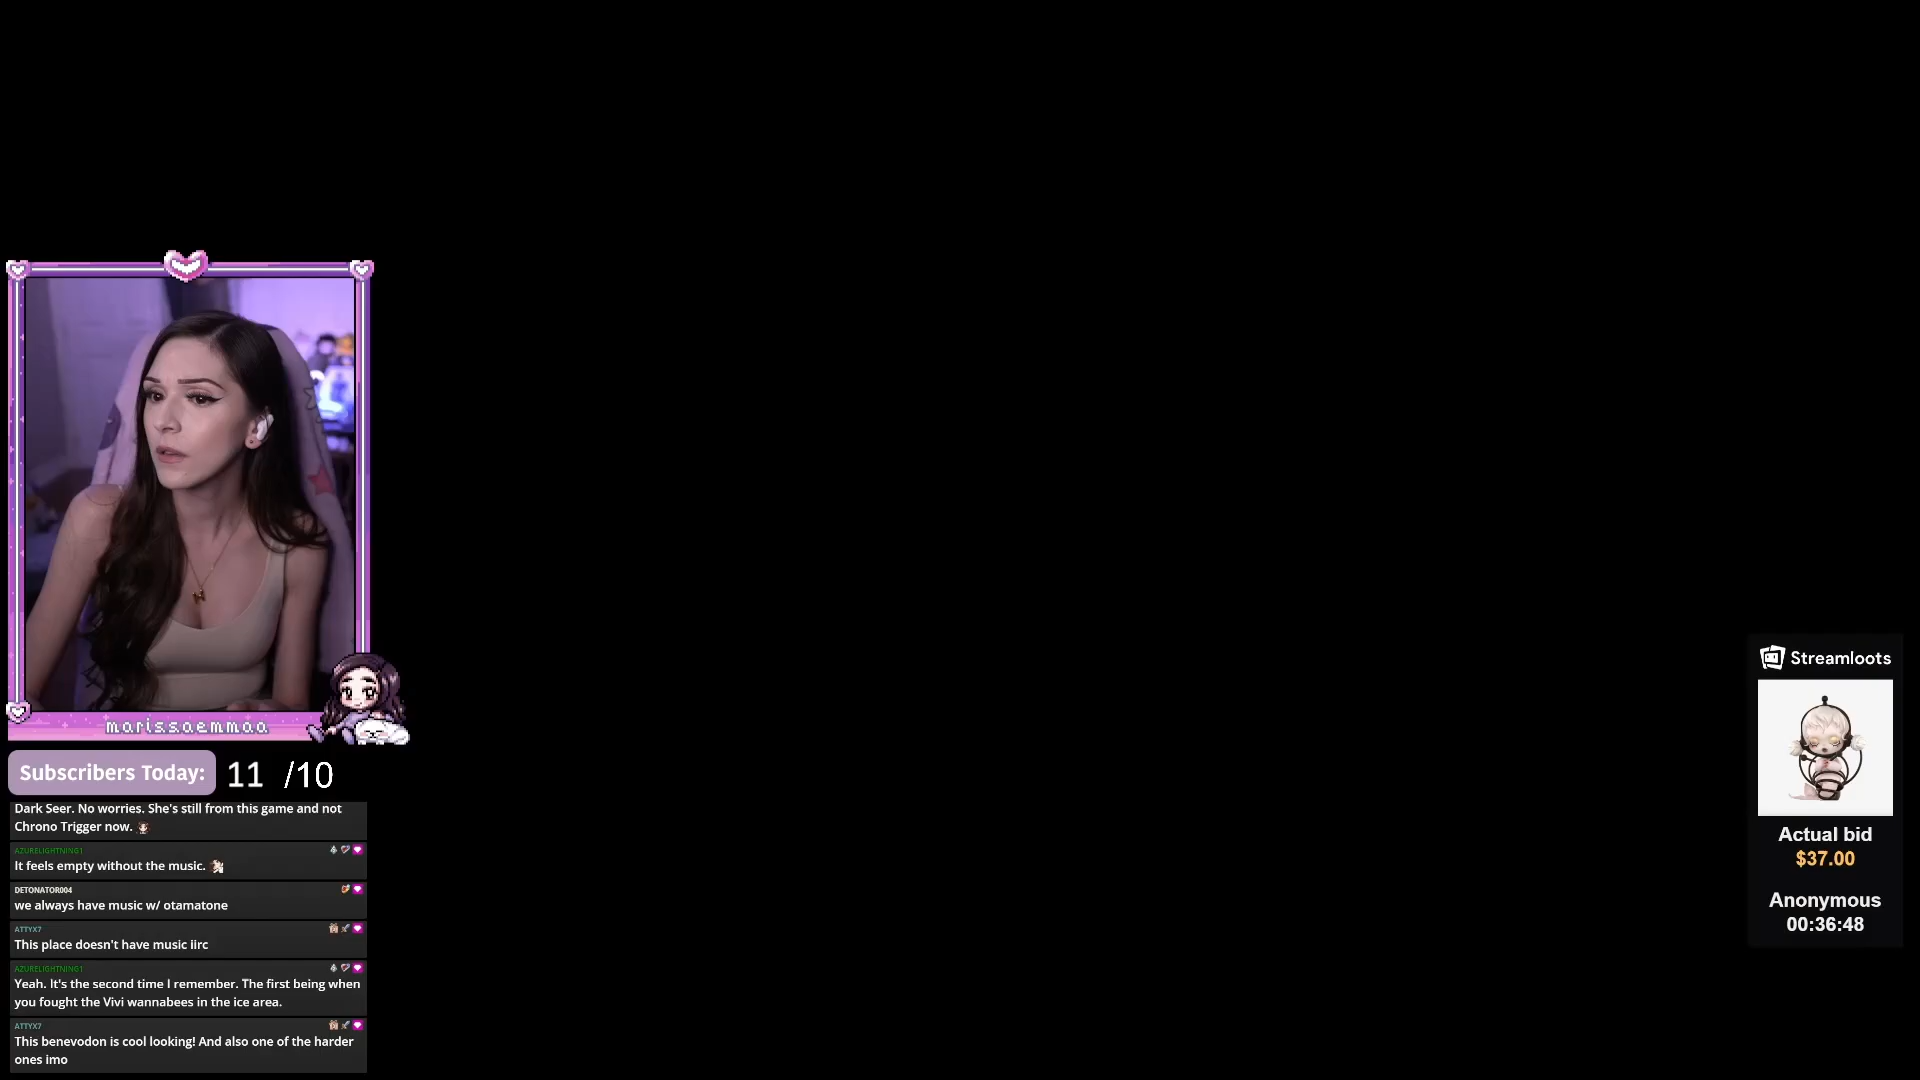 marissaemmaa
Subscribers Today: 11 /10
Dark Seer. No worries. She's still from this game and not
Chrono Trigger now.
AZURELIGHTNING1
It feels empty without the music.
DETONATOR004
we always have music w/ otamatone
ATTYX7
This place doesn't have music iirc
AZURELIGHTNING1
Yeah. It's the second time I remember. The first being when
you fought the Vivi wannabees in the ice area.
ATTYX7
This benevodon is cool looking! And also one of the harder
ones imo
Streamloots
Actual bid
$37.00
Anonymous
00:36:48